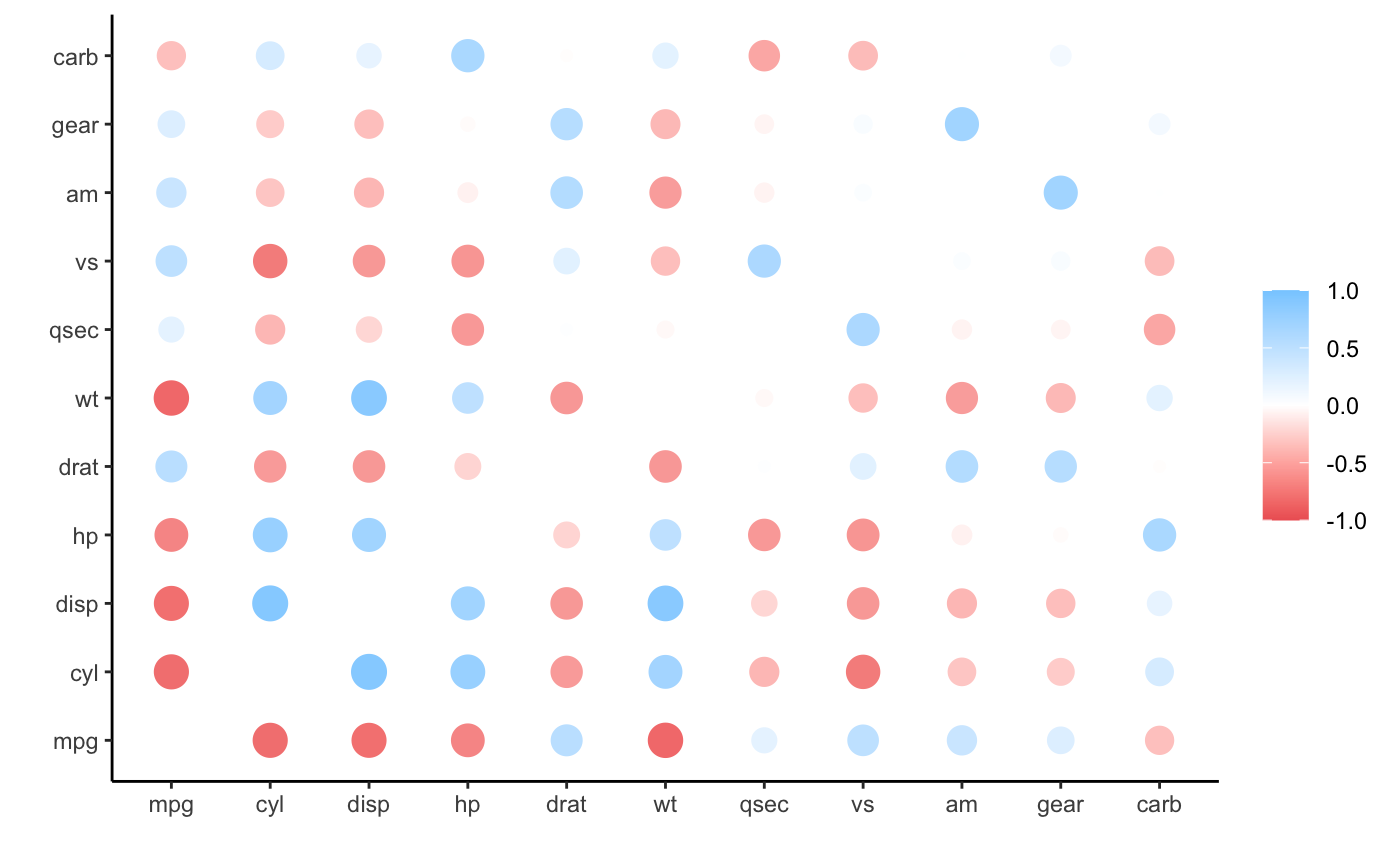 carb
gear
am
vs
qsec
wt
drat
hp
disp
cyl
mpg
mpg cyl disp hp drat wt qsec vs am gear carb
1.0
0.5
0.0
-0.5
-1.0